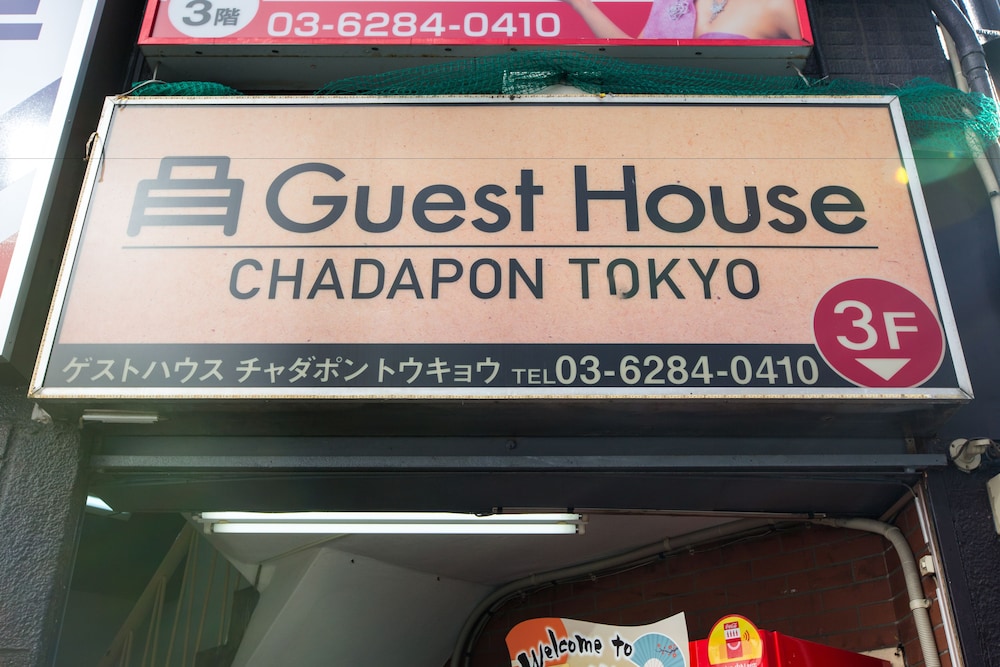 3階
03-6284-0410
Guest House
CHADAPON TOKYO
3F
ゲストハウス チャダポントウキョウ TEL03-6284-0410
Welcome to